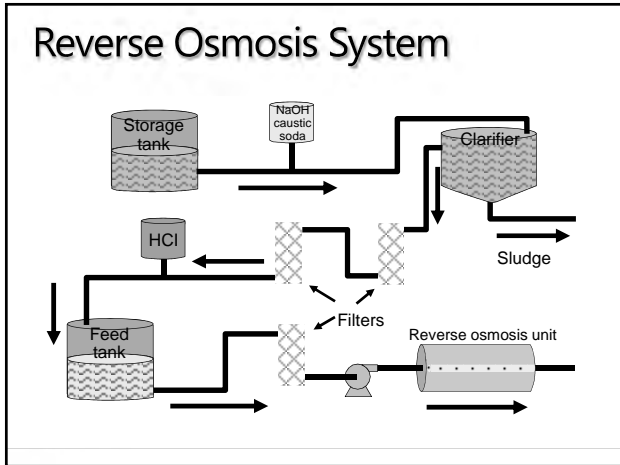 Reverse Osmosis System
Storage
tank
NaOH
caustic
soda
Clarifier
HCl
Sludge
Filters
Feed
tank
Reverse osmosis unit